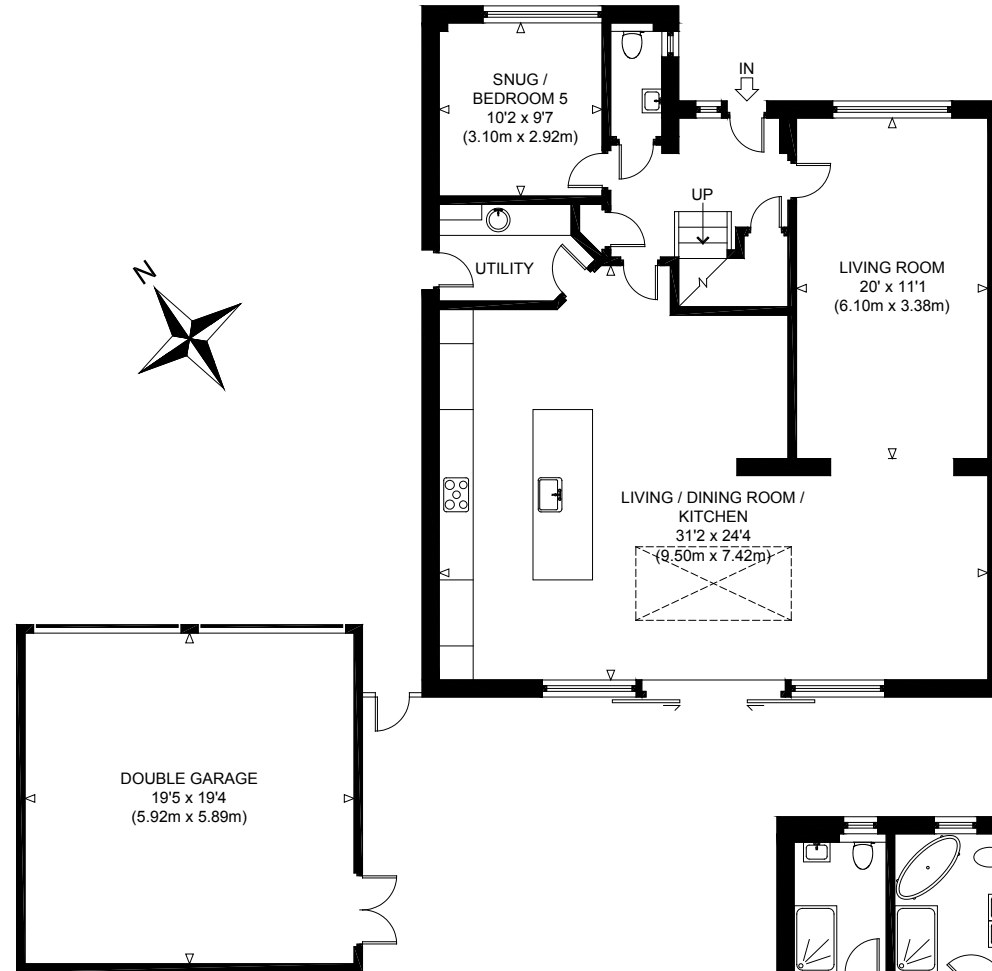 SNUG /
BEDROOM 5
10'2 x 9'7
(3.10m x 2.92m)
IN
UP
UTILITY
N
LIVING ROOM
20' x 11'1
(6.10m x 3.38m)
N
LIVING / DINING ROOM /
KITCHEN
31'2 x 24'4
(9.50m x 7.42m)
DOUBLE GARAGE
19'5 x 19'4
(5.92m x 5.89m)